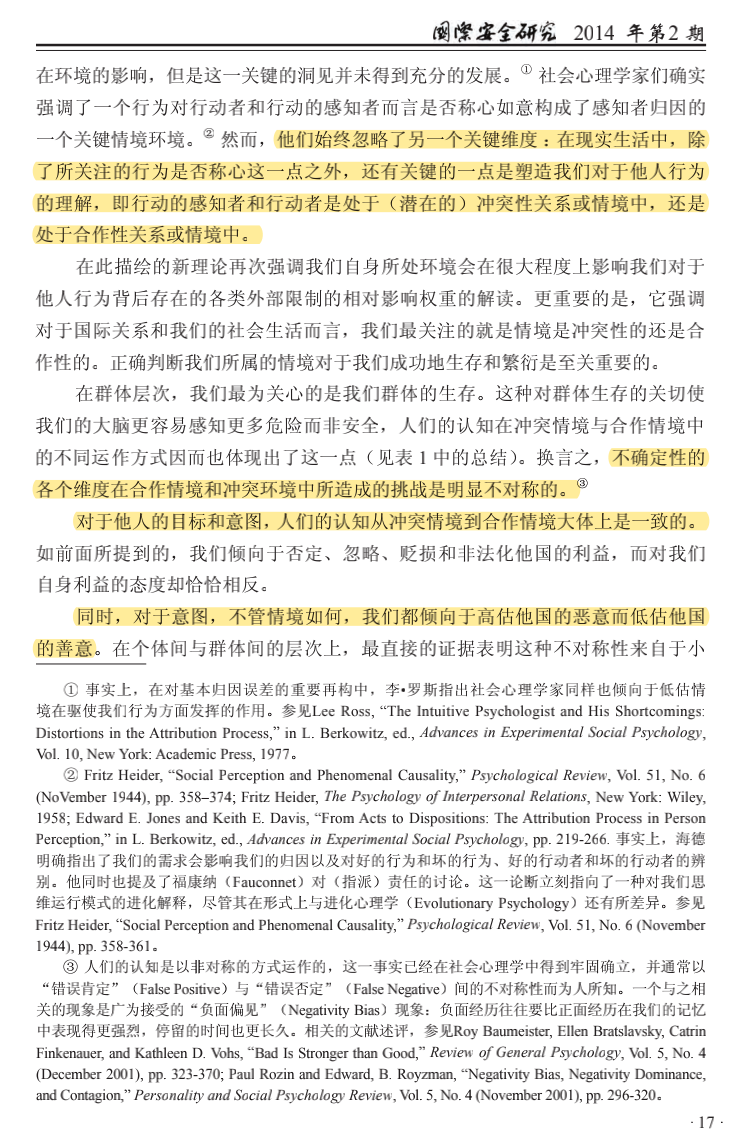 国際安全研究 2014 年第2 期
在环境的影响，但是这一关键的洞见并未得到充分的发展。① 社会心理学家们确实
强调了一个行为对行动者和行动的感知者而言是否称心如意构成了感知者归因的
一个关键情境环境。② 然而，他们始终忽略了另一个关键维度：在现实生活中，除
了所关注的行为是否称心这一点之外，还有关键的一点是塑造我们对于他人行为
的理解，即行动的感知者和行动者是处于（潜在的）冲突性关系或情境中，还是
处于合作性关系或情境中。
在此描绘的新理论再次强调我们自身所处环境会在很大程度上影响我们对于
他人行为背后存在的各类外部限制的相对影响权重的解读。更重要的是，它强调
对于国际关系和我们的社会生活而言，我们最关注的就是情境是冲突性的还是合
作性的。正确判断我们所属的情境对于我们成功地生存和繁衍是至关重要的。
在群体层次，我们最为关心的是我们群体的生存。这种对群体生存的关切使
我们的大脑更容易感知更多危险而非安全，人们的认知在冲突情境与合作情境中
的不同运作方式因而也体现出了这一点（见表 1 中的总结）。换言之，不确定性的
各个维度在合作情境和冲突环境中所造成的挑战是明显不对称的。③
对于他人的目标和意图，人们的认知从冲突情境到合作情境大体上是一致的。
如前面所提到的，我们倾向于否定、忽略、贬损和非法化他国的利益，而对我们
自身利益的态度却恰恰相反。
同时，对于意图，不管情境如何，我们都倾向于高估他国的恶意而低估他国
的善意。在个体间与群体间的层次上，最直接的证据表明这种不对称性来自于小
① 事实上，在对基本归因误差的重要再构中，李•罗斯指出社会心理学家同样也倾向于低估情
境在驱使我们行为方面发挥的作用。参见Lee Ross, “The Intuitive Psychologist and His Shortcomings:
Distortions in the Attribution Process,” in L. Berkowitz, ed., Advances in Experimental Social Psychology,
Vol. 10, New York: Academic Press, 1977。
② Fritz Heider, “Social Perception and Phenomenal Causality,” Psychological Review, Vol. 51, No. 6
(NoVember 1944), pp. 358–374; Fritz Heider, The Psychology of Interpersonal Relations, New York: Wiley,
1958; Edward E. Jones and Keith E. Davis, “From Acts to Dispositions: The Attribution Process in Person
Perception,” in L. Berkowitz, ed., Advances in Experimental Social Psychology, pp. 219-266. 事实上，海德
明确指出了我们的需求会影响我们的归因以及对好的行为和坏的行为、好的行动者和坏的行动者的辨
别。他同时也提及了福康纳（Fauconnet）对（指派）责任的讨论。这一论断立刻指向了一种对我们思
维运行模式的进化解释，尽管其在形式上与进化心理学（Evolutionary Psychology）还有所差异。参见
Fritz Heider, “Social Perception and Phenomenal Causality,” Psychological Review, Vol. 51, No. 6 (November
1944), pp. 358-361。
③ 人们的认知是以非对称的方式运作的，这一事实已经在社会心理学中得到牢固确立，并通常以
“错误肯定”（False Positive）与“错误否定”（False Negative）间的不对称性而为人所知。一个与之相
关的现象是广为接受的“负面偏见”（Negativity Bias）现象：负面经历往往要比正面经历在我们的记忆
中表现得更强烈，停留的时间也更长久。相关的文献述评，参见Roy Baumeister, Ellen Bratslavsky, Catrin
Finkenauer, and Kathleen D. Vohs, “Bad Is Stronger than Good,” Review of General Psychology, Vol. 5, No. 4
(December 2001), pp. 323-370; Paul Rozin and Edward, B. Royzman, “Negativity Bias, Negativity Dominance,
and Contagion,” Personality and Social Psychology Review, Vol. 5, No. 4 (November 2001), pp. 296-320。
· 17 ·